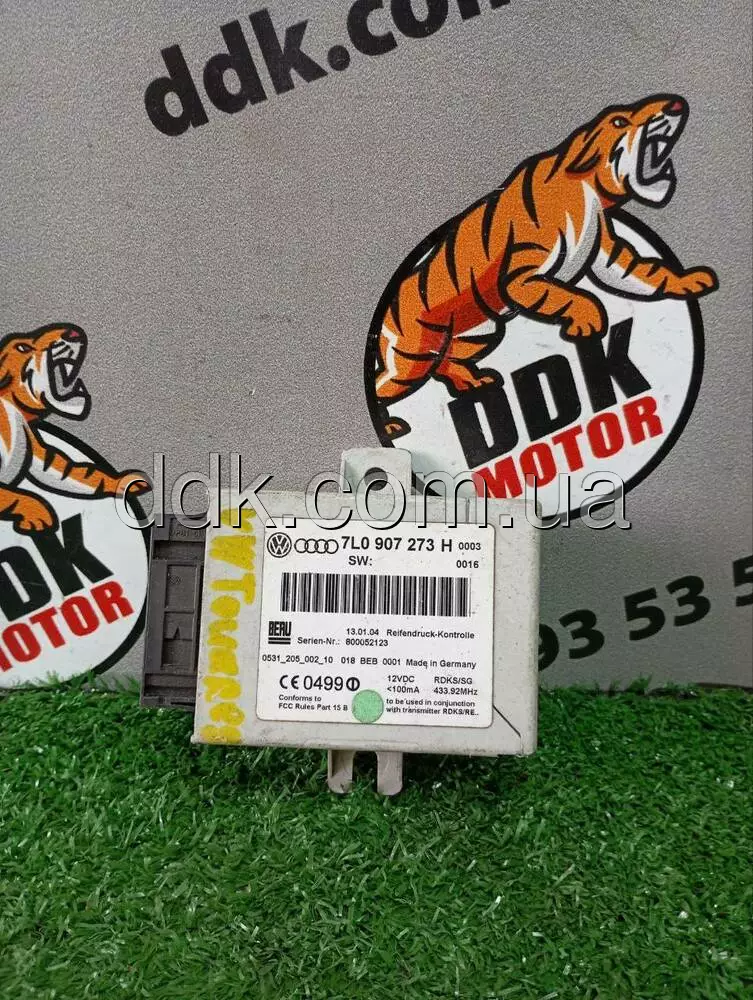 ddk.com
DDK
MOTOR
DDK
MOTOR
93 53 5
ddk.com.ua
VW Touareg
7L0 907 273 H 0003
SW: 0016
BERU
13.01.04 Reifendruck-Kontrolle
Serien-Nr.: 800052123
0531_205_002_10 018 BEB 0001 Made in Germany
CE 0499
12VDC RDKS/SG
<100mA 433.92MHz
Conforms to
FCC Rules Part 15 B
to be used in conjunction
with transmitter RDKS/RE..